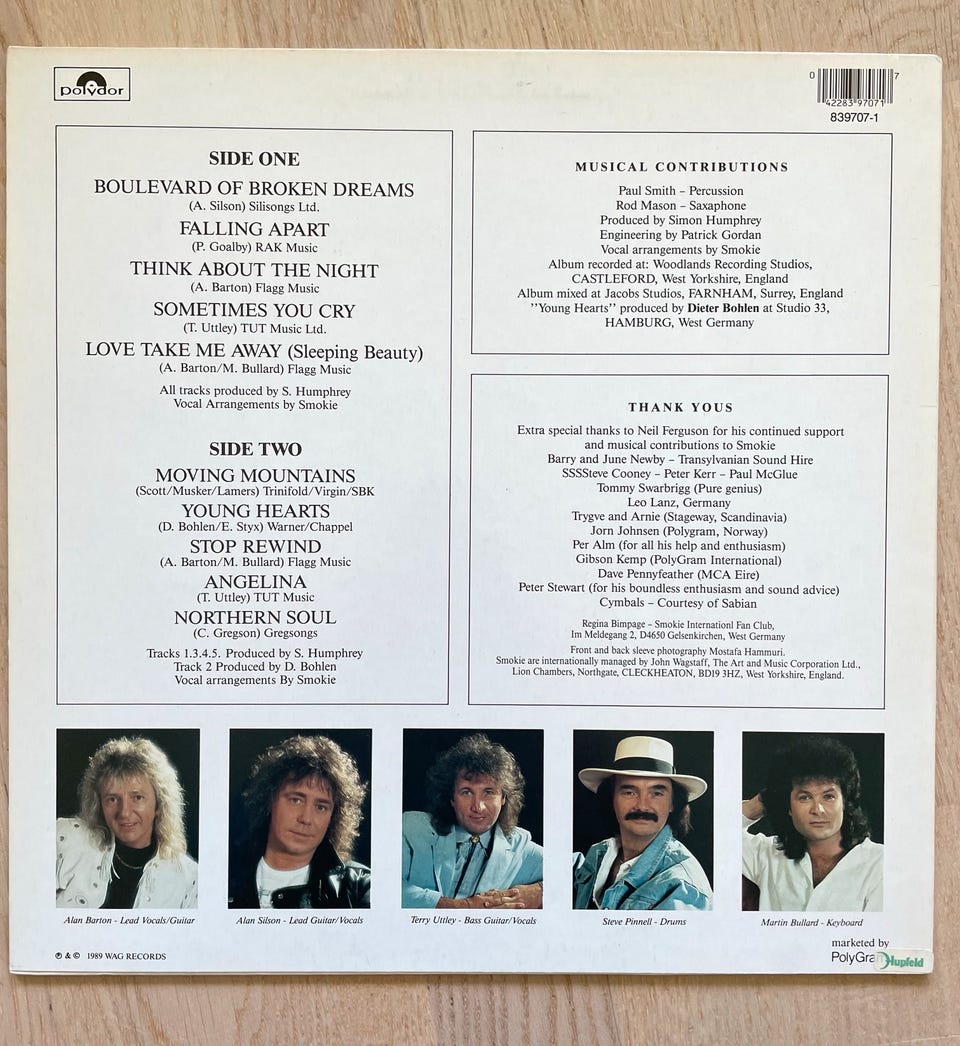 polydor
0 42283 97071 7
839707-1
SIDE ONE
BOULEVARD OF BROKEN DREAMS
(A. Silson) Silisongs Ltd.
FALLING APART
(P. Goalby) RAK Music
THINK ABOUT THE NIGHT
(A. Barton) Flagg Music
SOMETIMES YOU CRY
(T. Uttley) TUT Music Ltd.
LOVE TAKE ME AWAY (Sleeping Beauty)
(A. Barton/M. Bullard) Flagg Music
All tracks produced by S. Humphrey
Vocal Arrangements by Smokie
SIDE TWO
MOVING MOUNTAINS
(Scott/Musker/Lamers) Trinifold/Virgin/SBK
YOUNG HEARTS
(D. Bohlen/E. Styx) Warner/Chappel
STOP REWIND
(A. Barton/M. Bullard) Flagg Music
ANGELINA
(T. Uttley) TUT Music
NORTHERN SOUL
(C. Gregson) Gregsongs
Tracks 1.3.4.5. Produced by S. Humphrey
Track 2 Produced by D. Bohlen
Vocal arrangements By Smokie
MUSICAL CONTRIBUTIONS
Paul Smith – Percussion
Rod Mason – Saxaphone
Produced by Simon Humphrey
Engineering by Patrick Gordan
Vocal arrangements by Smokie
Album recorded at: Woodlands Recording Studios,
CASTLEFORD, West Yorkshire, England
Album mixed at Jacobs Studios, FARNHAM, Surrey, England
''Young Hearts'' produced by Dieter Bohlen at Studio 33,
HAMBURG, West Germany
THANK YOUS
Extra special thanks to Neil Ferguson for his continued support
and musical contributions to Smokie
Barry and June Newby – Transylvanian Sound Hire
SSSSteve Cooney – Peter Kerr – Paul McGlue
Tommy Swarbrigg (Pure genius)
Leo Lanz, Germany
Trygve and Arnie (Stageway, Scandinavia)
Jorn Johnsen (Polygram, Norway)
Per Alm (for all his help and enthusiasm)
Gibson Kemp (PolyGram International)
Dave Pennyfeather (MCA Eire)
Peter Stewart (for his boundless enthusiasm and sound advice)
Cymbals – Courtesy of Sabian
Regina Bimpage – Smokie Internationl Fan Club,
Im Meldegang 2, D4650 Gelsenkirchen, West Germany
Front and back sleeve photography Mostafa Hammuri.
Smokie are internationally managed by John Wagstaff, The Art and Music Corporation Ltd.,
Lion Chambers, Northgate, CLECKHEATON, BD19 3HZ, West Yorkshire, England.
Alan Barton - Lead Vocals/Guitar
Alan Silson - Lead Guitar/Vocals
Terry Uttley - Bass Guitar/Vocals
Steve Pinnell - Drums
Martin Bullard - Keyboard
℗ & © 1989 WAG RECORDS
marketed by
PolyGra Hupfeld